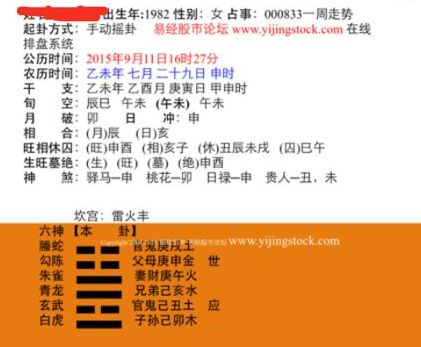 出生年:1982 性别: 女 占事: 000833一周走势
起卦方式: 手动摇卦 易经股市论坛 www.yijingstock.com 在线
排盘系统
公历时间: 2015年9月11日16时27分
农历时间: 乙未年 七月 二十九日 申时
干 支: 乙未年 乙酉月 庚寅日 甲申时
旬 空: 辰巳 午未 (午未) 午未
月 破: 卯 日 冲: 申
相 合: (月)辰 (日)亥
旺相休囚: (旺)申酉 (相)亥子 (休)丑辰未戌 (囚)巳午
生旺墓绝: (生) (旺) (墓) (绝)申酉
神 煞: 驿马—申 桃花—卯 日禄—申 贵人—丑, 未
坎宫: 雷火丰
六神【本 卦】
螣蛇 官鬼庚戌土
易经股市论坛 www.yijingstock.com
勾陈 父母庚申金 世
朱雀 妻财庚午火
青龙 兄弟己亥水
玄武 官鬼己丑土 应
白虎 子孙己卯木